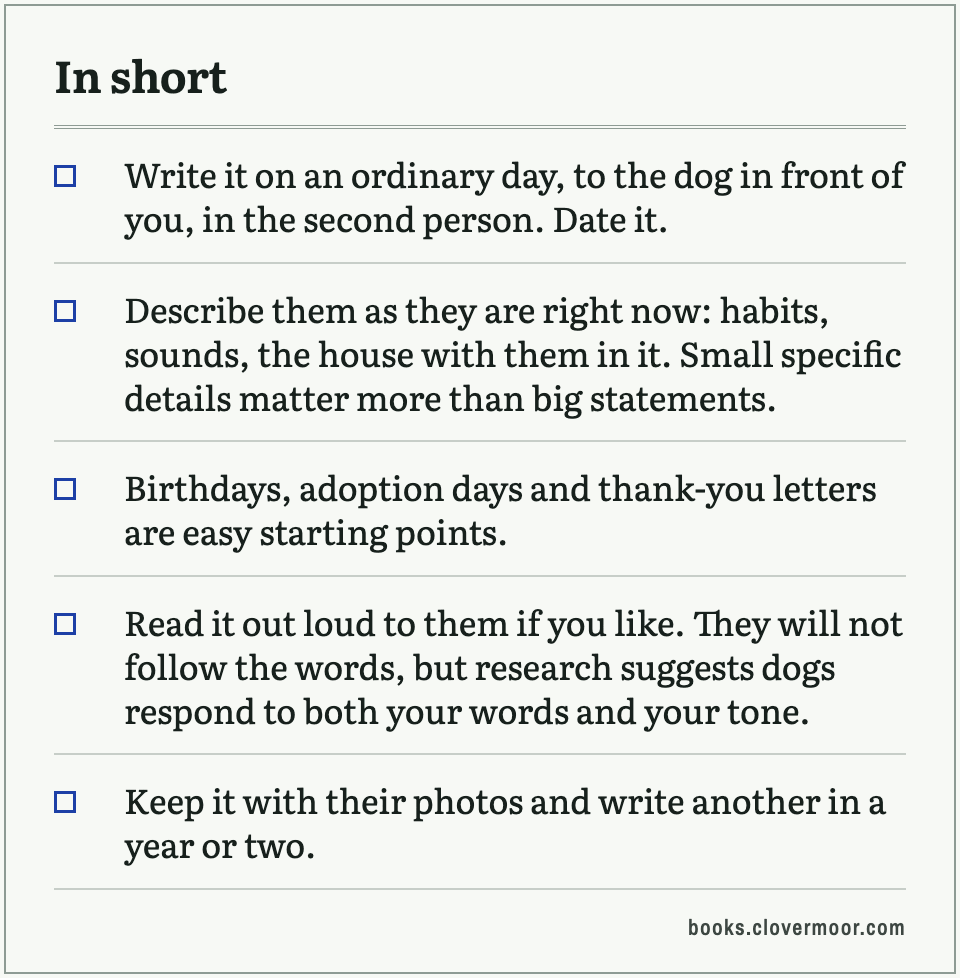 In short
Write it on an ordinary day, to the dog in front of
you, in the second person. Date it.
Describe them as they are right now: habits,
sounds, the house with them in it. Small specific
details matter more than big statements.
Birthdays, adoption days and thank-you letters
are easy starting points.
Read it out loud to them if you like. They will not
follow the words, but research suggests dogs
respond to both your words and your tone.
Keep it with their photos and write another in a
year or two.
books.clovermoor.com